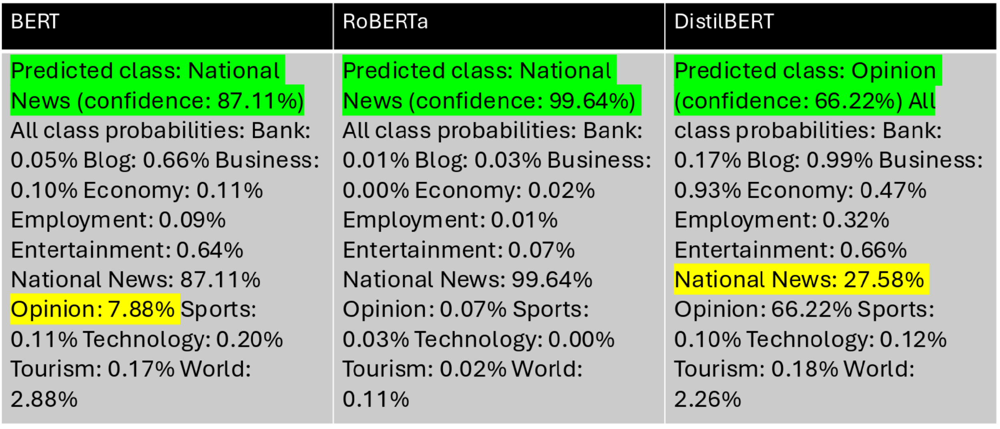 BERT
RoBERTa
DistilBERT
Predicted class: National
News (confidence: 87.11%)
All class probabilities: Bank:
0.05% Blog: 0.66% Business:
0.10% Economy: 0.11%
Employment: 0.09%
Entertainment: 0.64%
National News: 87.11%
Opinion: 7.88% Sports:
0.11% Technology: 0.20%
Tourism: 0.17% World:
2.88%
Predicted class: National
News (confidence: 99.64%)
All class probabilities: Bank:
0.01% Blog: 0.03% Business:
0.00% Economy: 0.02%
Employment: 0.01%
Entertainment: 0.07%
National News: 99.64%
Opinion: 0.07% Sports:
0.03% Technology: 0.00%
Tourism: 0.02% World:
0.11%
Predicted class: Opinion
(confidence: 66.22%) All
class probabilities: Bank:
0.17% Blog: 0.99% Business:
0.93% Economy: 0.47%
Employment: 0.32%
Entertainment: 0.66%
National News: 27.58%
Opinion: 66.22% Sports:
0.10% Technology: 0.12%
Tourism: 0.18% World:
2.26%